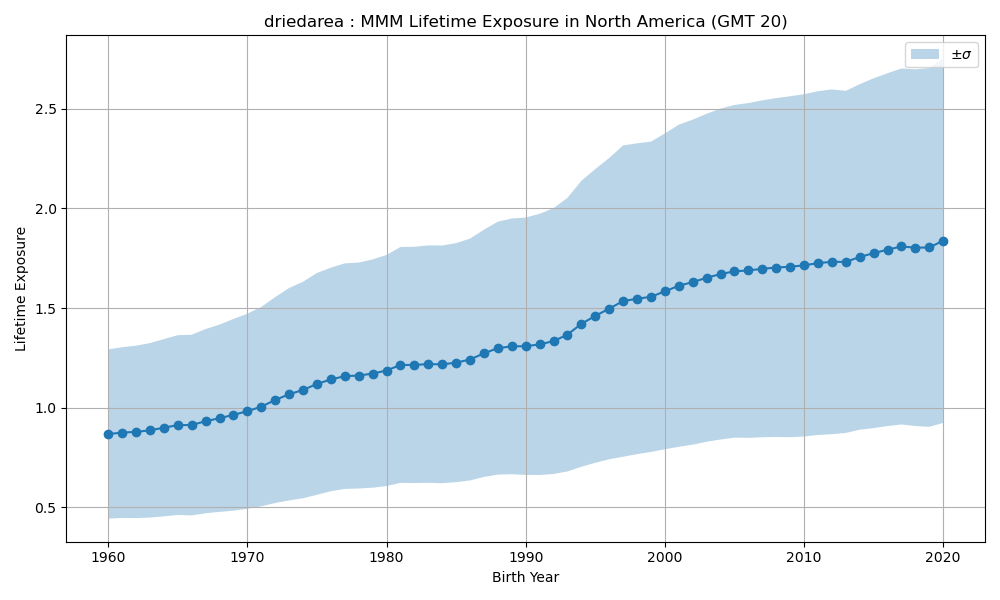 driedarea : MMM Lifetime Exposure in North America (GMT 20)
±σ
Lifetime Exposure
2.5
2.0
1.5
1.0
0.5
1960 1970 1980 1990 2000 2010 2020
Birth Year